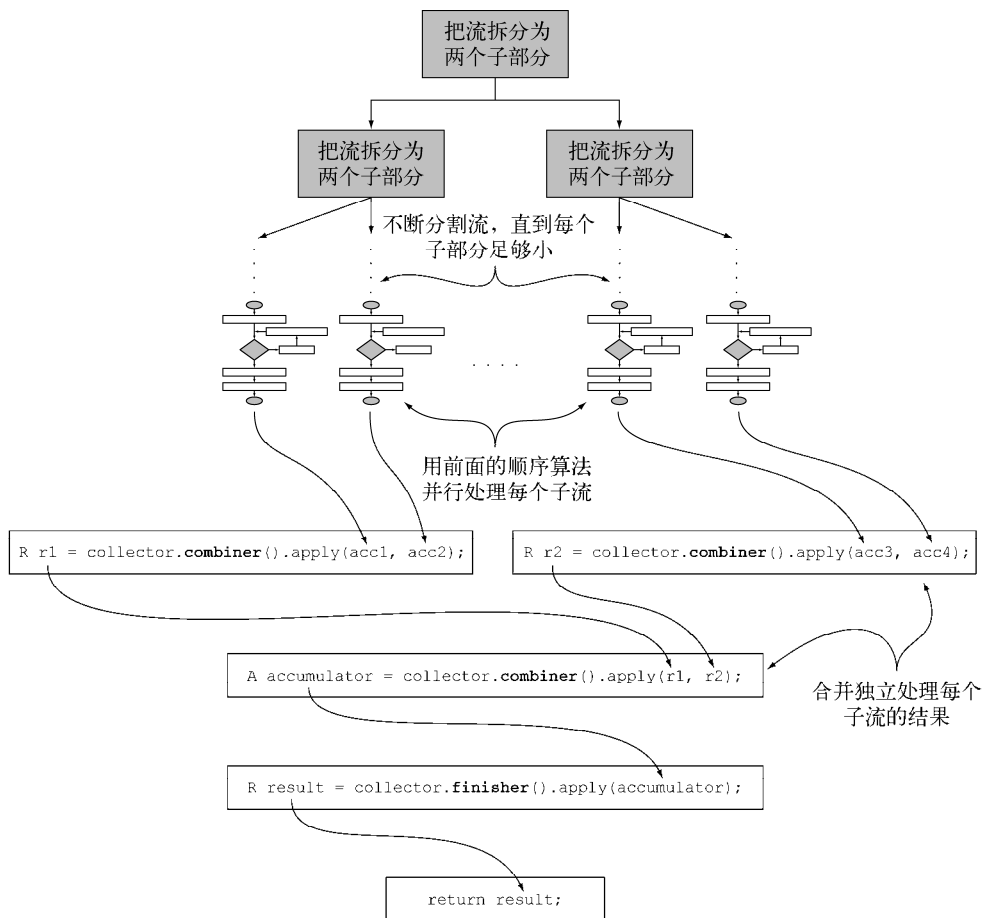 把流拆分为
两个子部分
把流拆分为
两个子部分
把流拆分为
两个子部分
不断分割流，直到每个
子部分足够小
. . . .
用前面的顺序算法
并行处理每个子流
R r1 = collector.combiner().apply(acc1, acc2);
R r2 = collector.combiner().apply(acc3, acc4);
A accumulator = collector.combiner().apply(r1, r2);
合并独立处理每个
子流的结果
R result = collector.finisher().apply(accumulator);
return result;